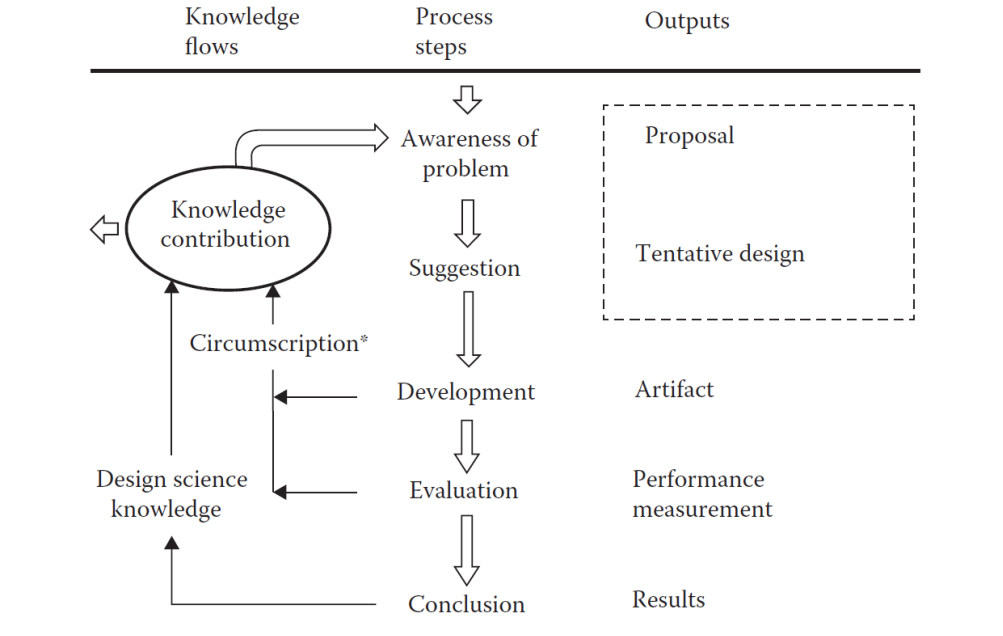 Knowledge
flows
Process
steps
Outputs
Awareness of
problem
Proposal
Knowledge
contribution
Suggestion
Tentative design
Circumscription*
Development
Artifact
Design science
knowledge
Evaluation
Performance
measurement
Conclusion
Results